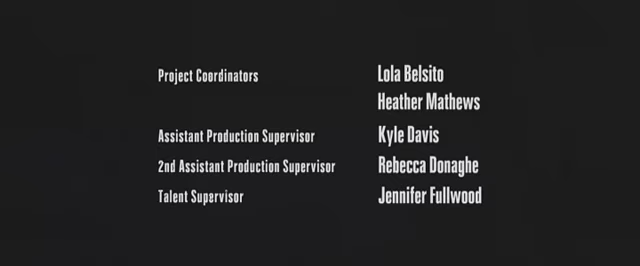 Project Coordinators Lola Belsito
Heather Mathews
Assistant Production Supervisor Kyle Davis
2nd Assistant Production Supervisor Rebecca Donaghe
Talent Supervisor Jennifer Fullwood